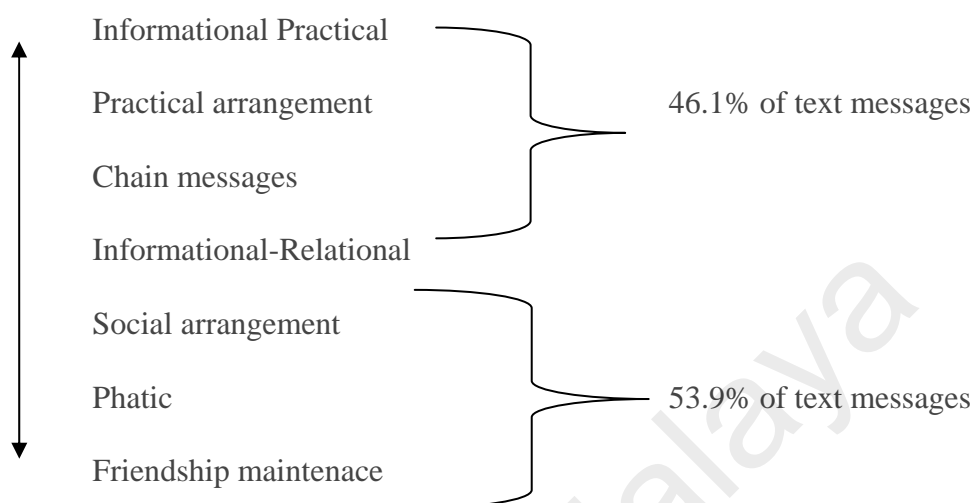 Informational Practical
Practical arrangement
46.1% of text messages
Chain messages
Informational-Relational
Social arrangement
Phatic
53.9% of text messages
Friendship maintenace